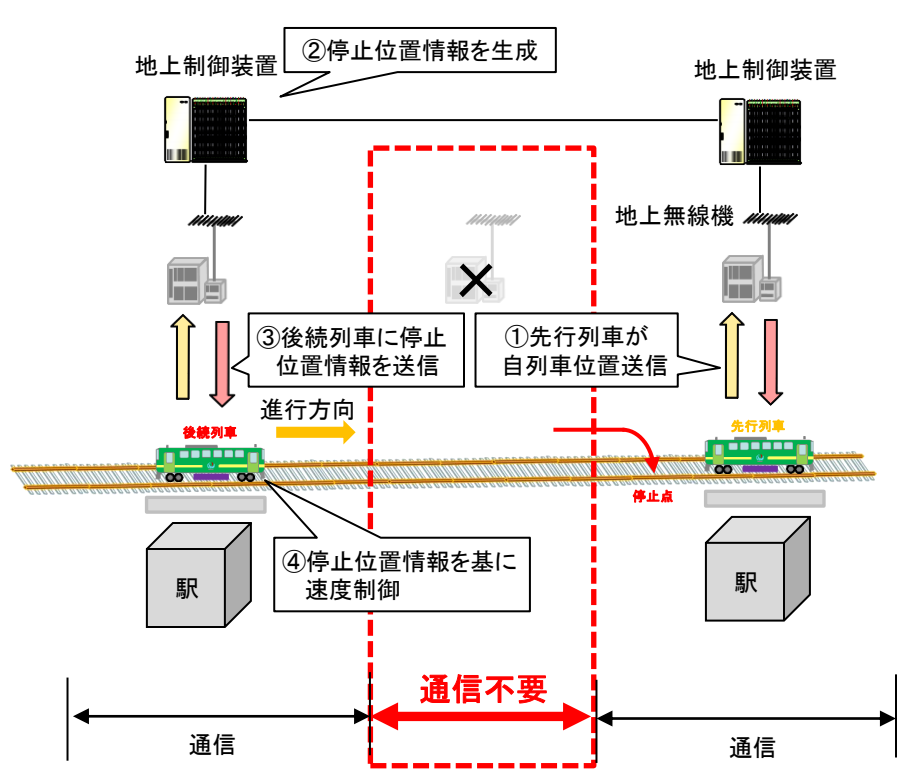 ②停止位置情報を生成
地上制御装置
地上制御装置
地上無線機
③後続列車に停止
位置情報を送信
①先行列車が
自列車位置送信
進行方向
後続列車
先行列車
停止点
④停止位置情報を基に
速度制御
駅
駅
通信不要
通信
通信